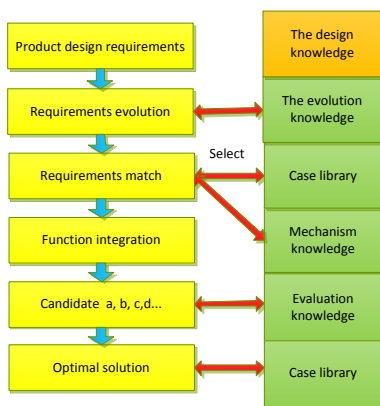 Product design requirements
The design
knowledge
Requirements evolution
The evolution
knowledge
Select
Requirements match
Case library
Function integration
Mechanism
knowledge
Candidate a, b, c,d...
Evaluation
knowledge
Optimal solution
Case library